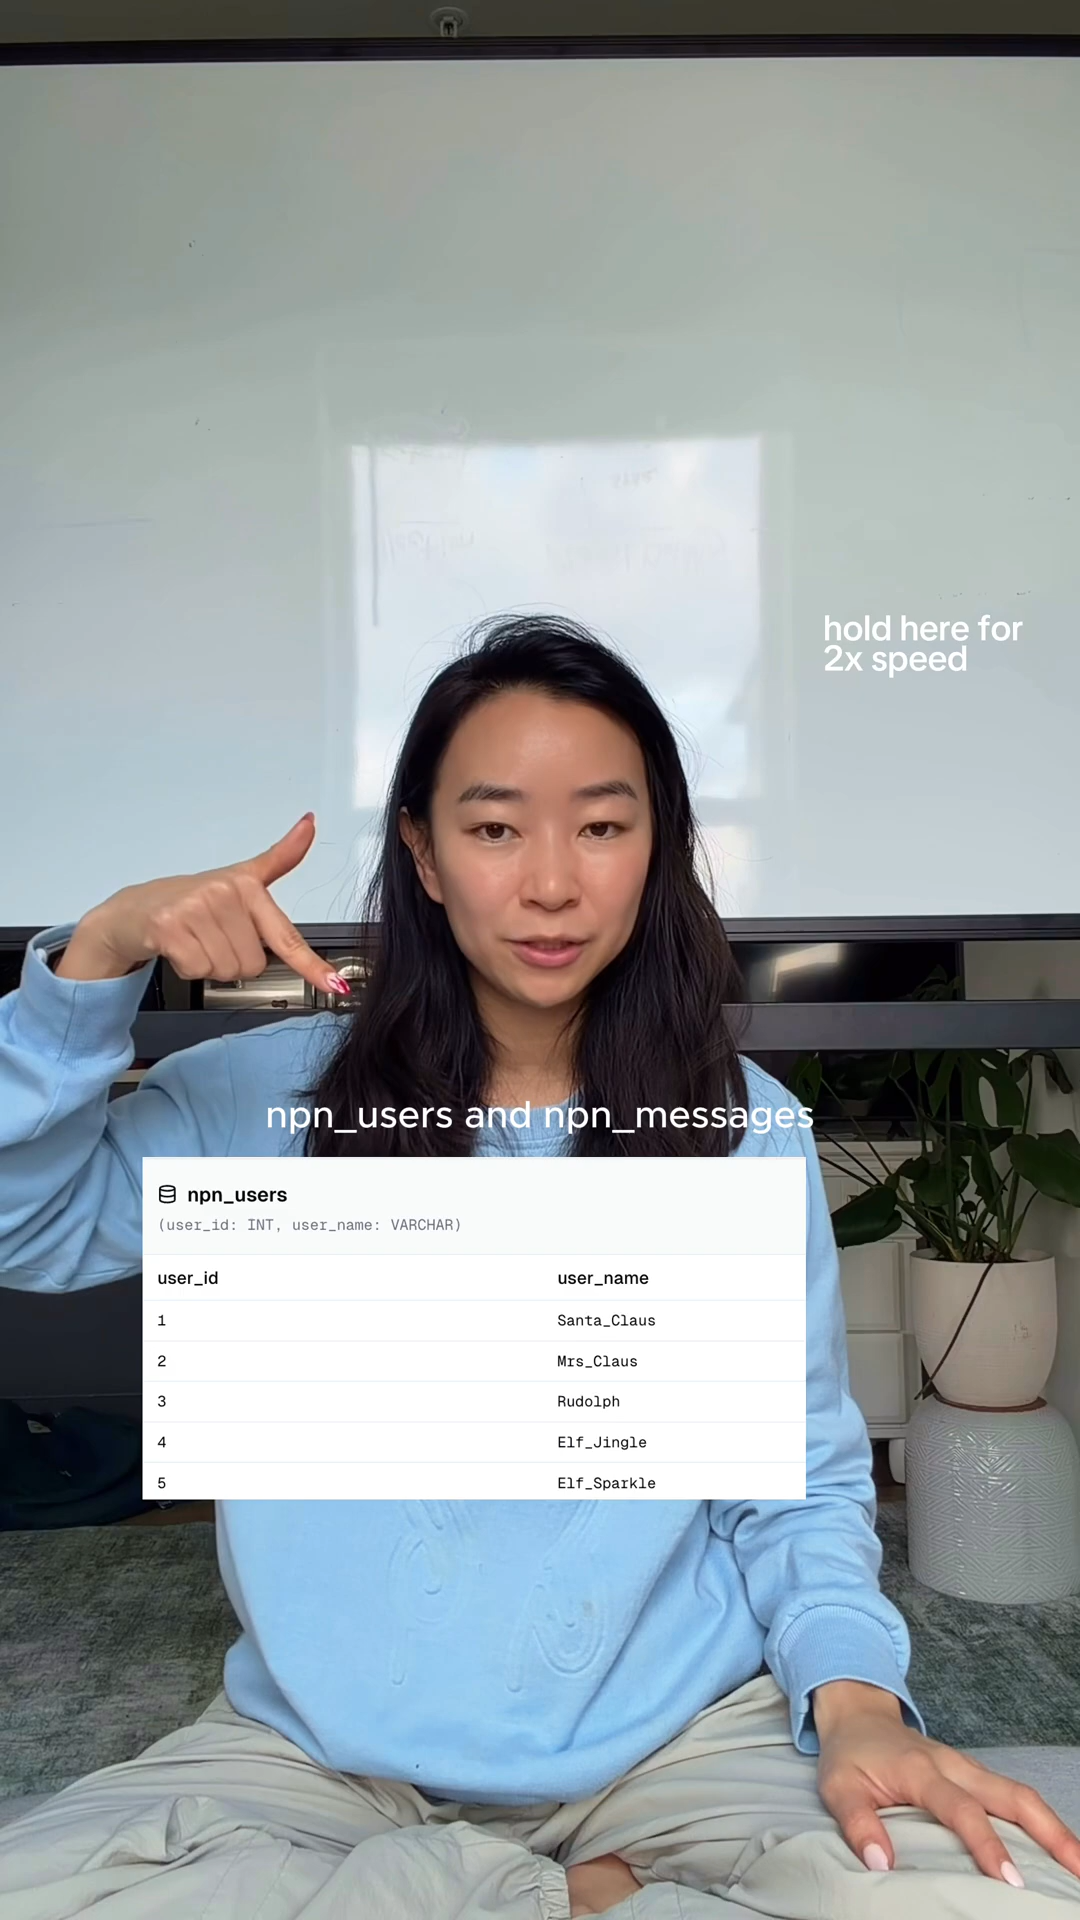 hold here for
2x speed
npn_users and npn_messages
npn_users
(user_id: INT, user_name: VARCHAR)
user_id user_name
1 Santa_Claus
2 Mrs_Claus
3 Rudolph
4 Elf_Jingle
5 Elf_Sparkle